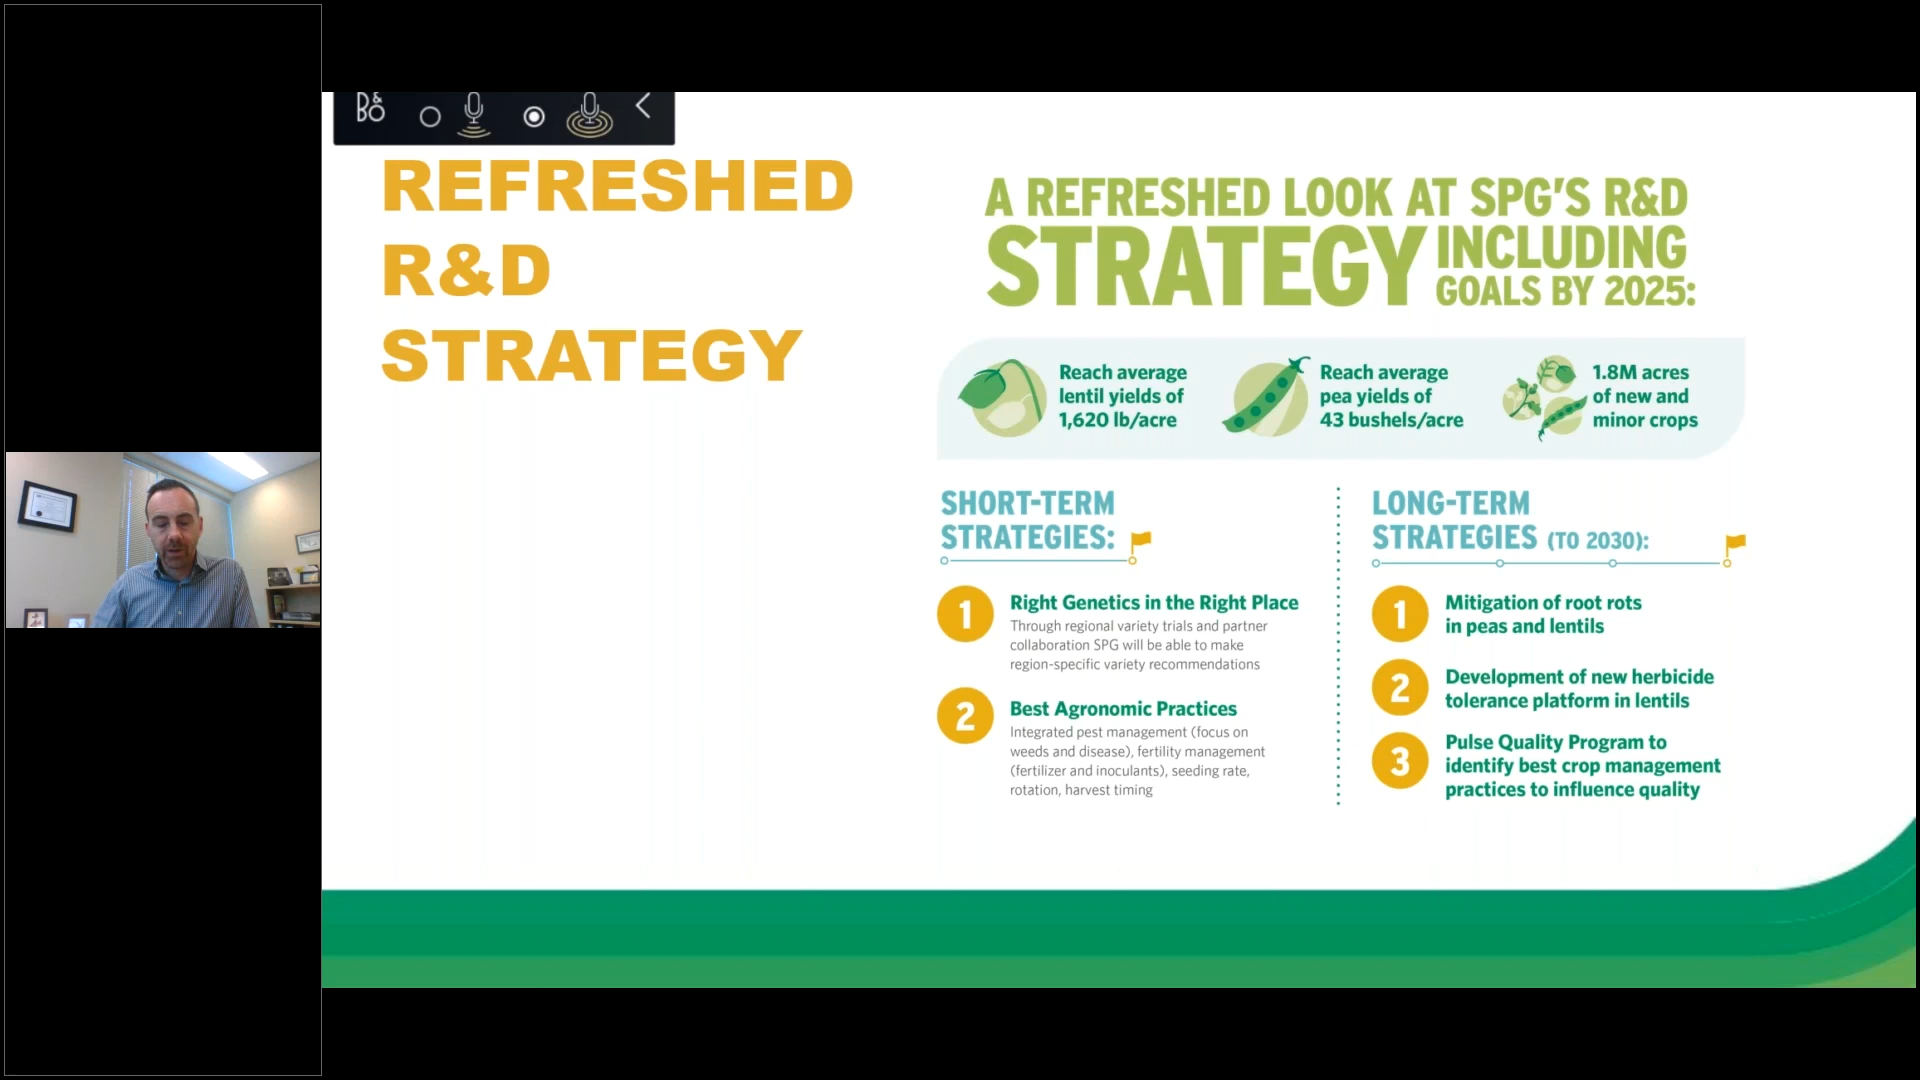 B&O
REFRESHED
R&D
STRATEGY
A REFRESHED LOOK AT SPG'S R&D
STRATEGY INCLUDING
GOALS BY 2025:
Reach average
lentil yields of
1,620 lb/acre
Reach average
pea yields of
43 bushels/acre
1.8M acres
of new and
minor crops
SHORT-TERM
STRATEGIES:
1 Right Genetics in the Right Place
Through regional variety trials and partner
collaboration SPG will be able to make
region-specific variety recommendations
2 Best Agronomic Practices
Integrated pest management (focus on
weeds and disease), fertility management
(fertilizer and inoculants), seeding rate,
rotation, harvest timing
LONG-TERM
STRATEGIES (TO 2030):
1 Mitigation of root rots
in peas and lentils
2 Development of new herbicide
tolerance platform in lentils
3 Pulse Quality Program to
identify best crop management
practices to influence quality